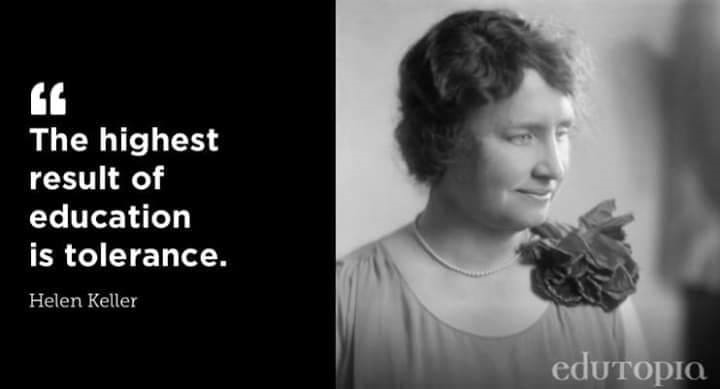 “
The highest
result of
education
is tolerance.
Helen Keller
edutopia